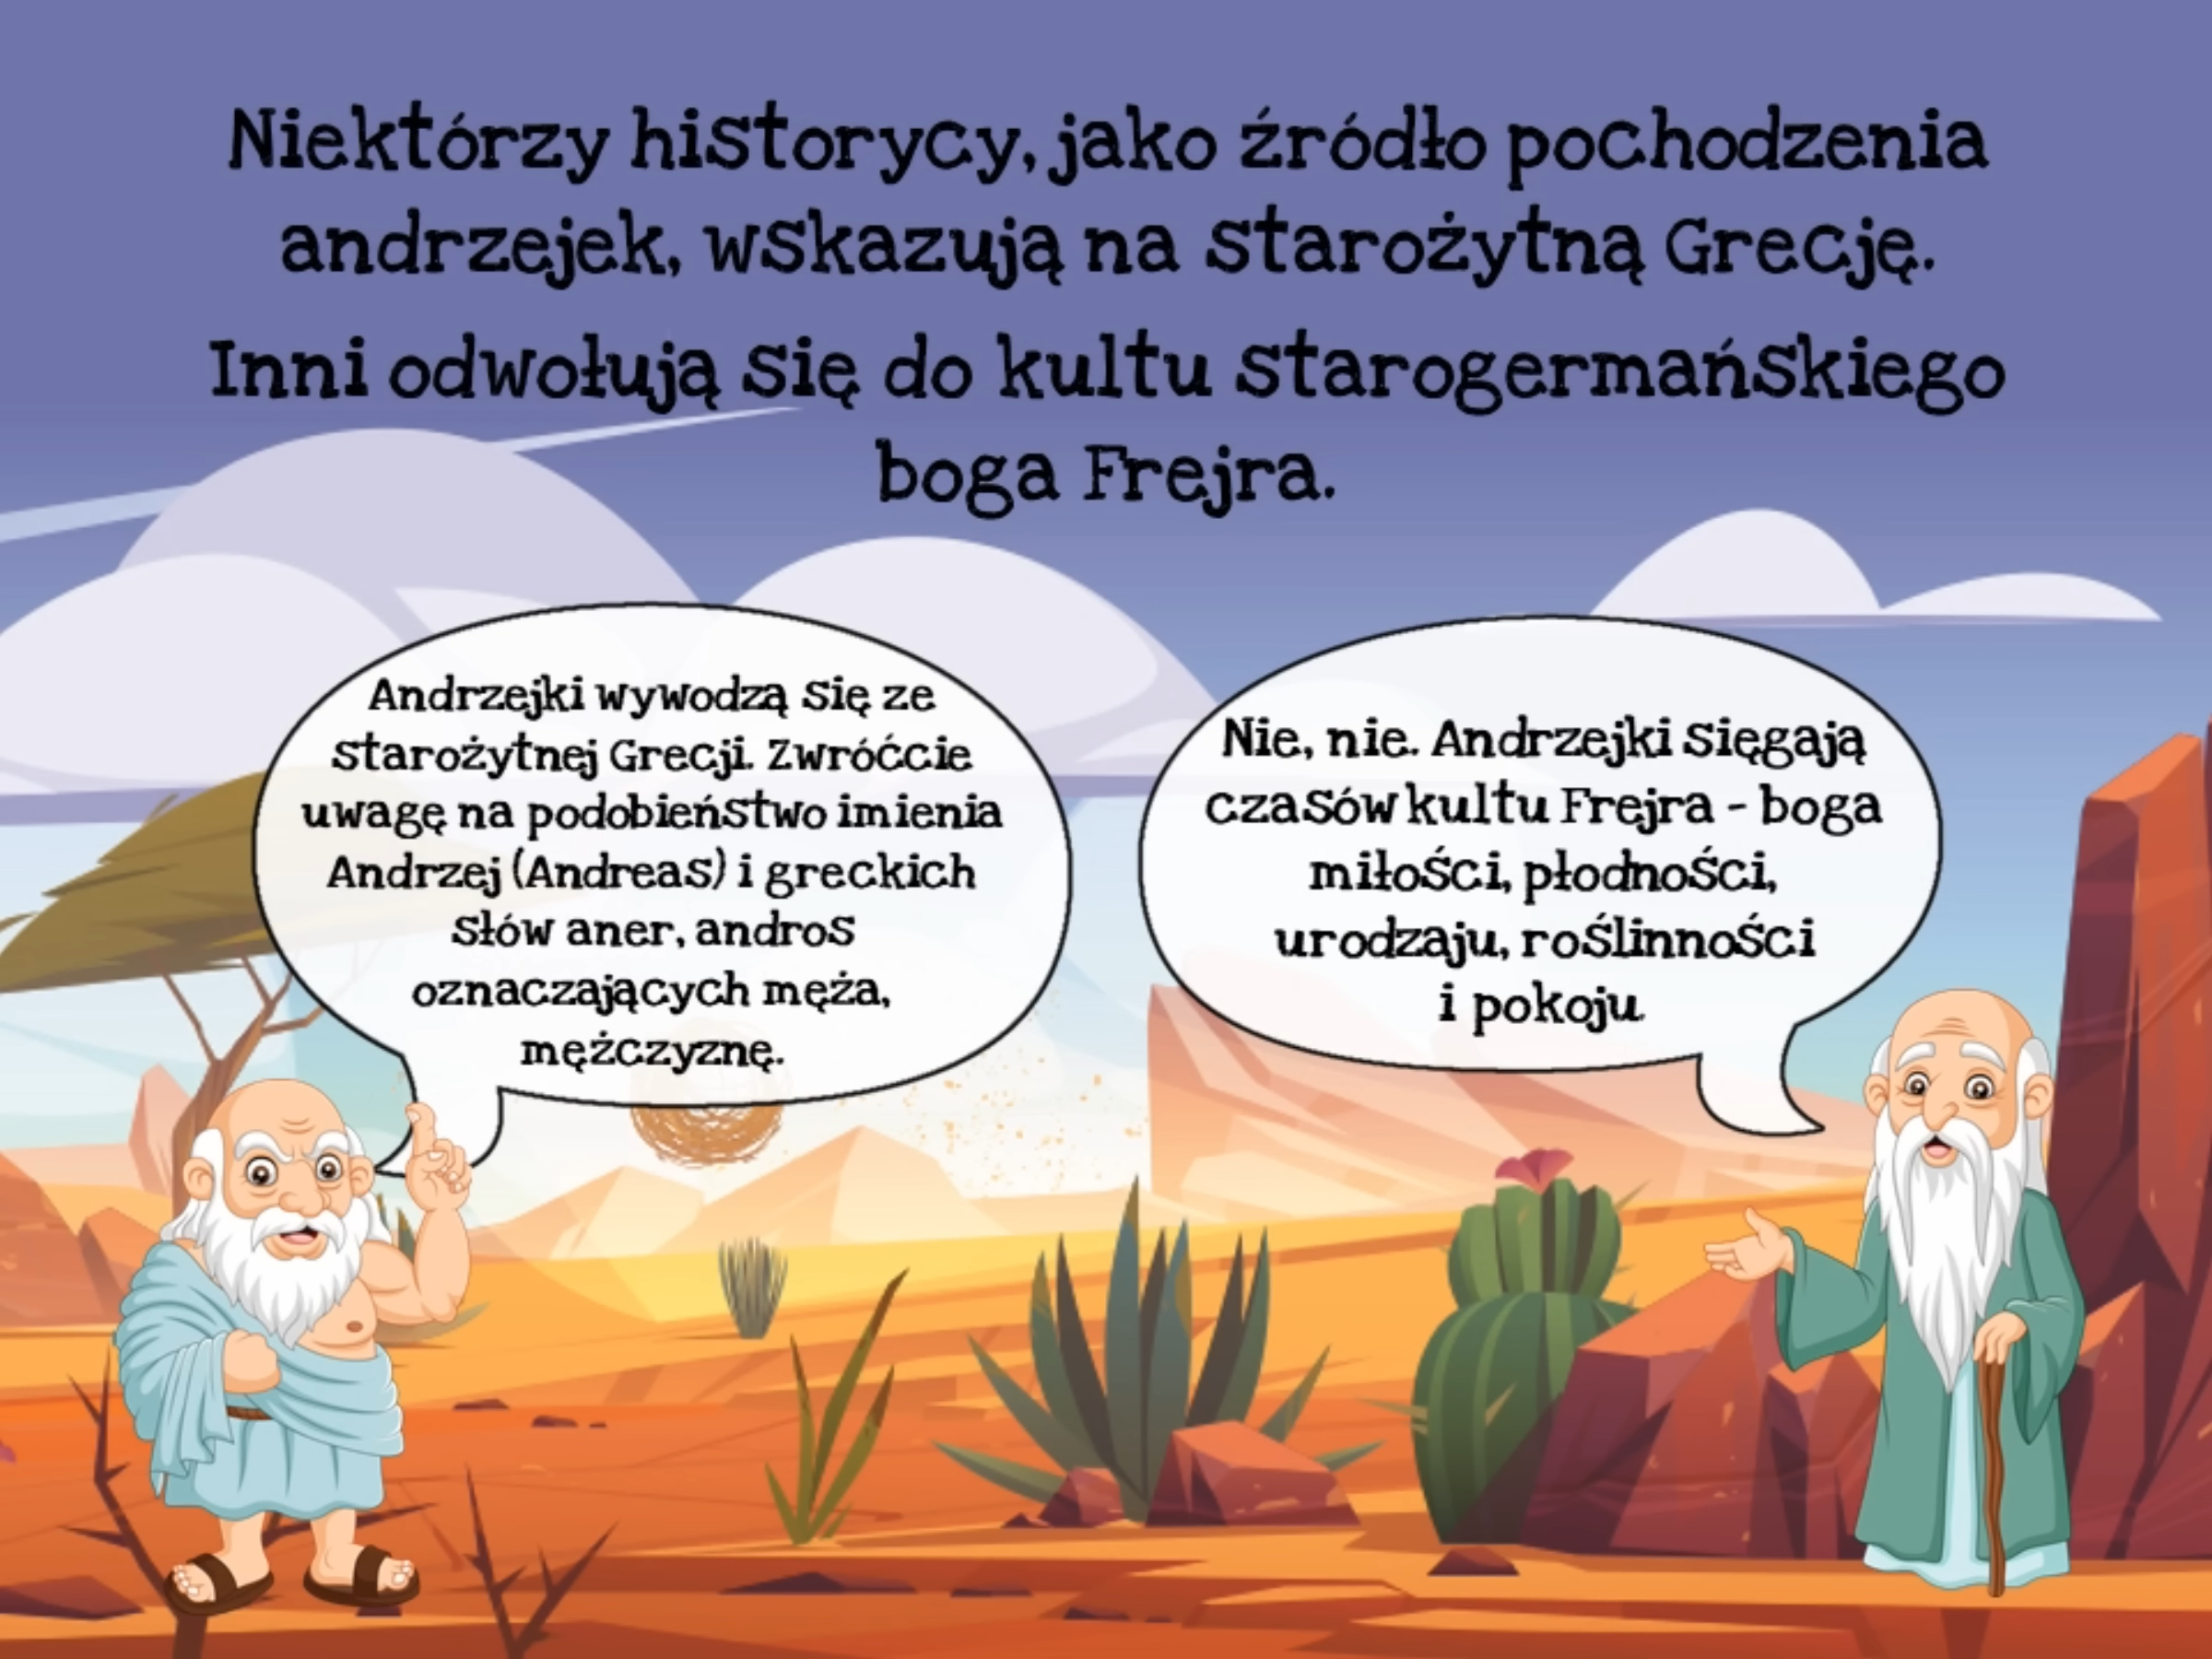 Niektórzy historycy, jako źródło pochodzenia
andrzejek, wskazują na starożytną Grecję.
Inni odwołują się do kultu starogermańskiego
boga Frejra.
Andrzejki wywodzą się ze
starożytnej Grecji. Zwróćcie
uwagę na podobieństwo imienia
Andrzej (Andreas) i greckich
słów aner, andros
oznaczających męża,
mężczyznę.
Nie, nie. Andrzejki sięgają
czasów kultu Frejra - boga
miłości, płodności,
urodzaju, roślinności
i pokoju.